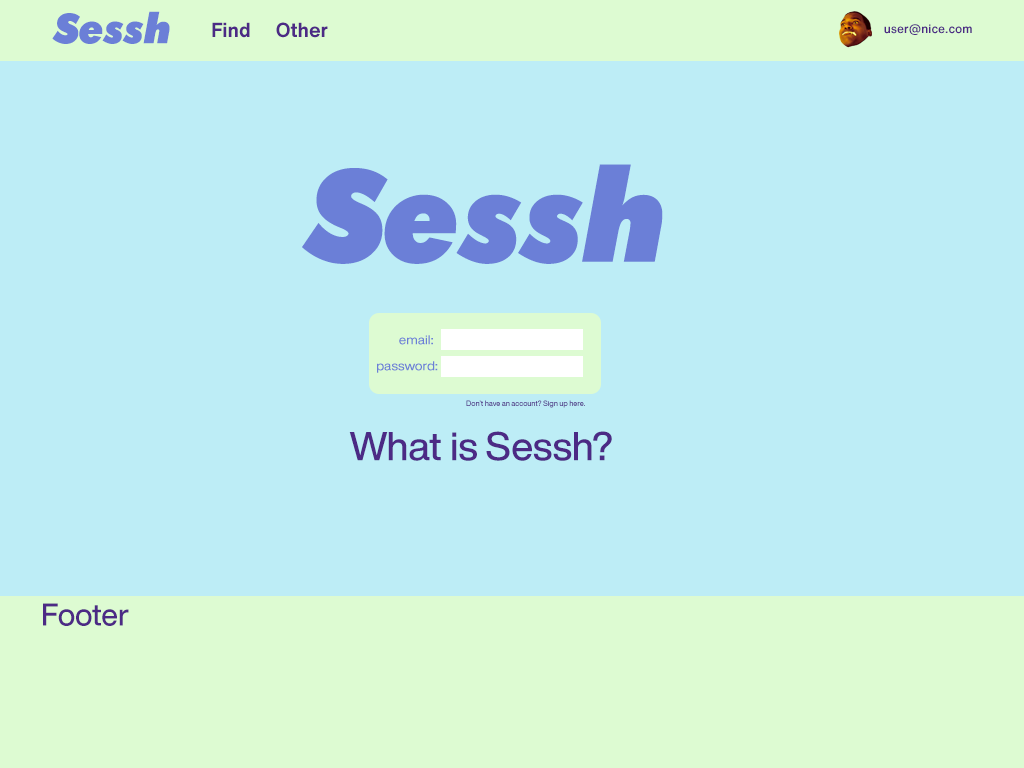 Sessh Find Other user@nice.com
Sessh
email:
password:
Don't have an account? Sign up here.
What is Sessh?
Footer